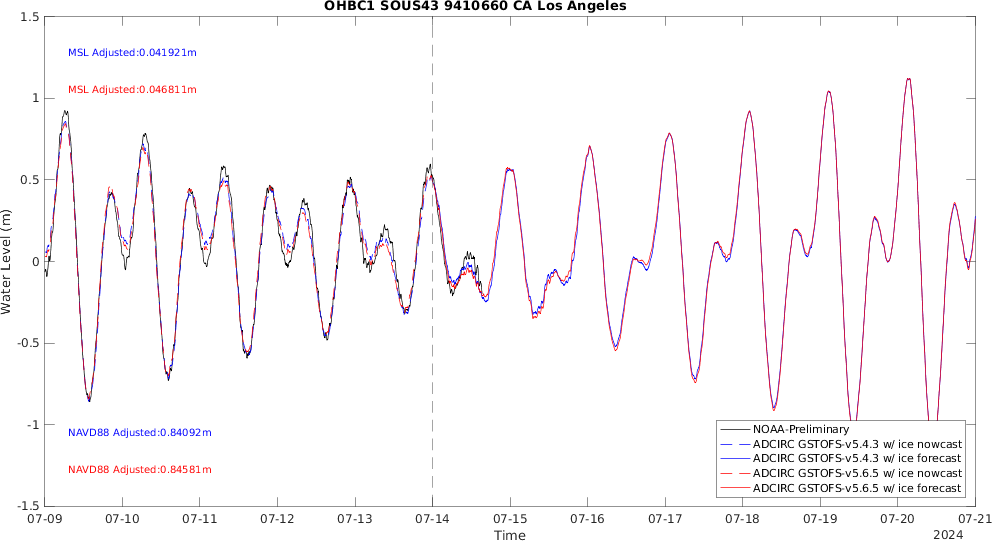 OHBC1 SOUS43 9410660 CA Los Angeles
1.5
MSL Adjusted:0.041921m
MSL Adjusted:0.046811m
1
0.5
0
-0.5
-1
-1.5
Water Level (m)
NAVD88 Adjusted:0.84092m
NAVD88 Adjusted:0.84581m
NOAA-Preliminary
ADCIRC GSTOFS-v5.4.3 w/ ice nowcast
ADCIRC GSTOFS-v5.4.3 w/ ice forecast
ADCIRC GSTOFS-v5.6.5 w/ ice nowcast
ADCIRC GSTOFS-v5.6.5 w/ ice forecast
07-09 07-10 07-11 07-12 07-13 07-14 07-15 07-16 07-17 07-18 07-19 07-20 07-21
Time
2024